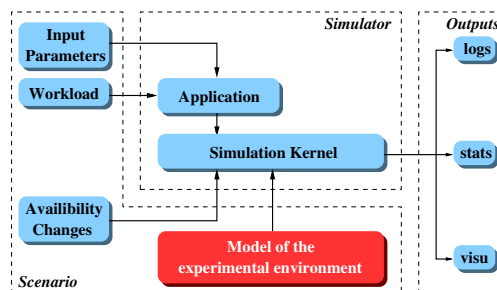 Simulator
Outputs
Input
Parameters
logs
Workload
Application
Simulation Kernel
stats
Availibility
Changes
Model of the
experimental environment
visu
Scenario